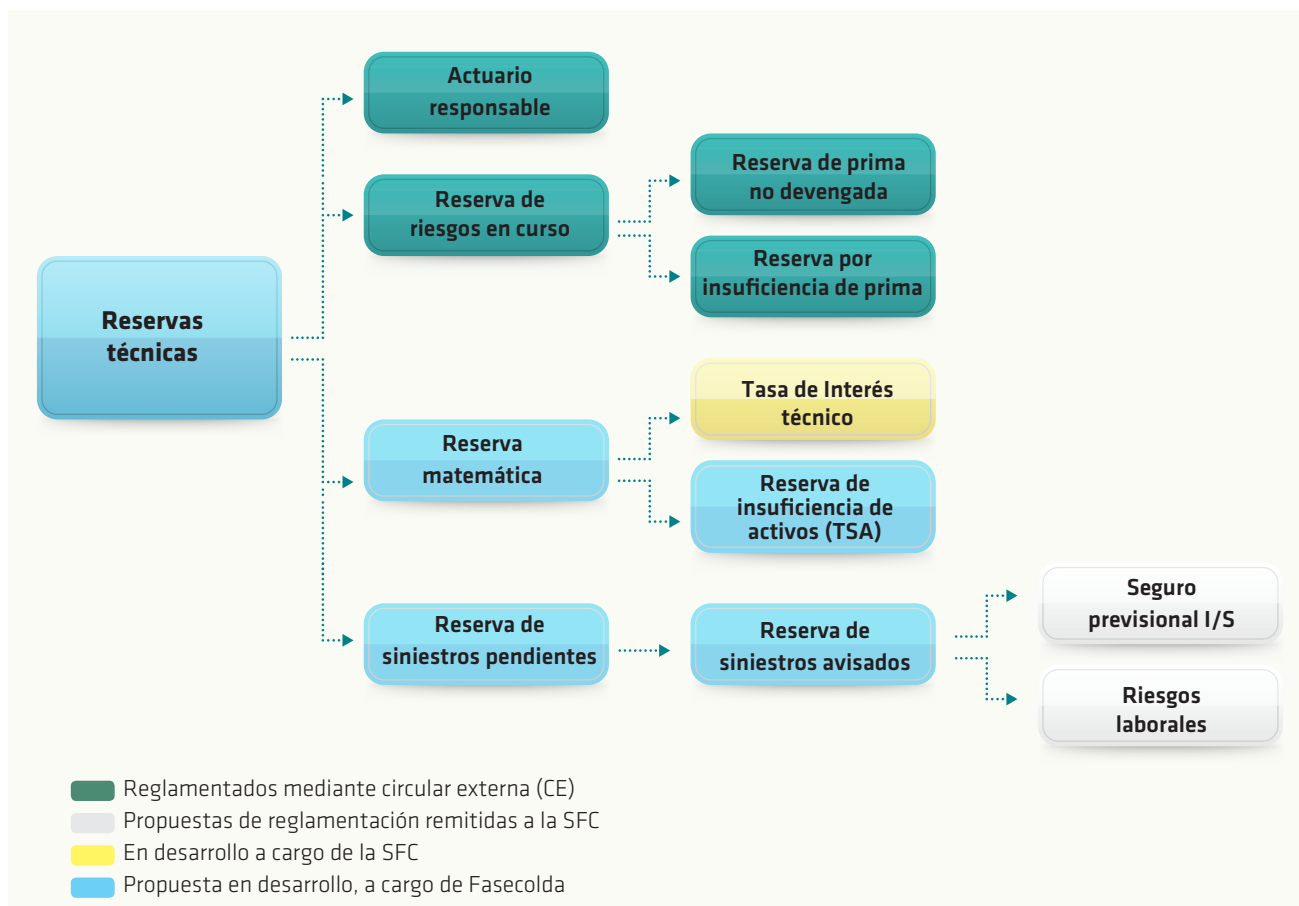 Reservas
técnicas
Actuario
responsable
Reserva de
riesgos en curso
Reserva de prima
no devengada
Reserva por
insuficiencia de prima
Reserva
matemática
Tasa de Interés
técnico
Reserva de
insuficiencia de
activos (TSA)
Reserva de
siniestros pendientes
Reserva de
siniestros avisados
Seguro
previsional I/S
Riesgos
laborales
Reglamentados mediante circular externa (CE)
Propuestas de reglamentación remitidas a la SFC
En desarrollo a cargo de la SFC
Propuesta en desarrollo, a cargo de Fasecolda